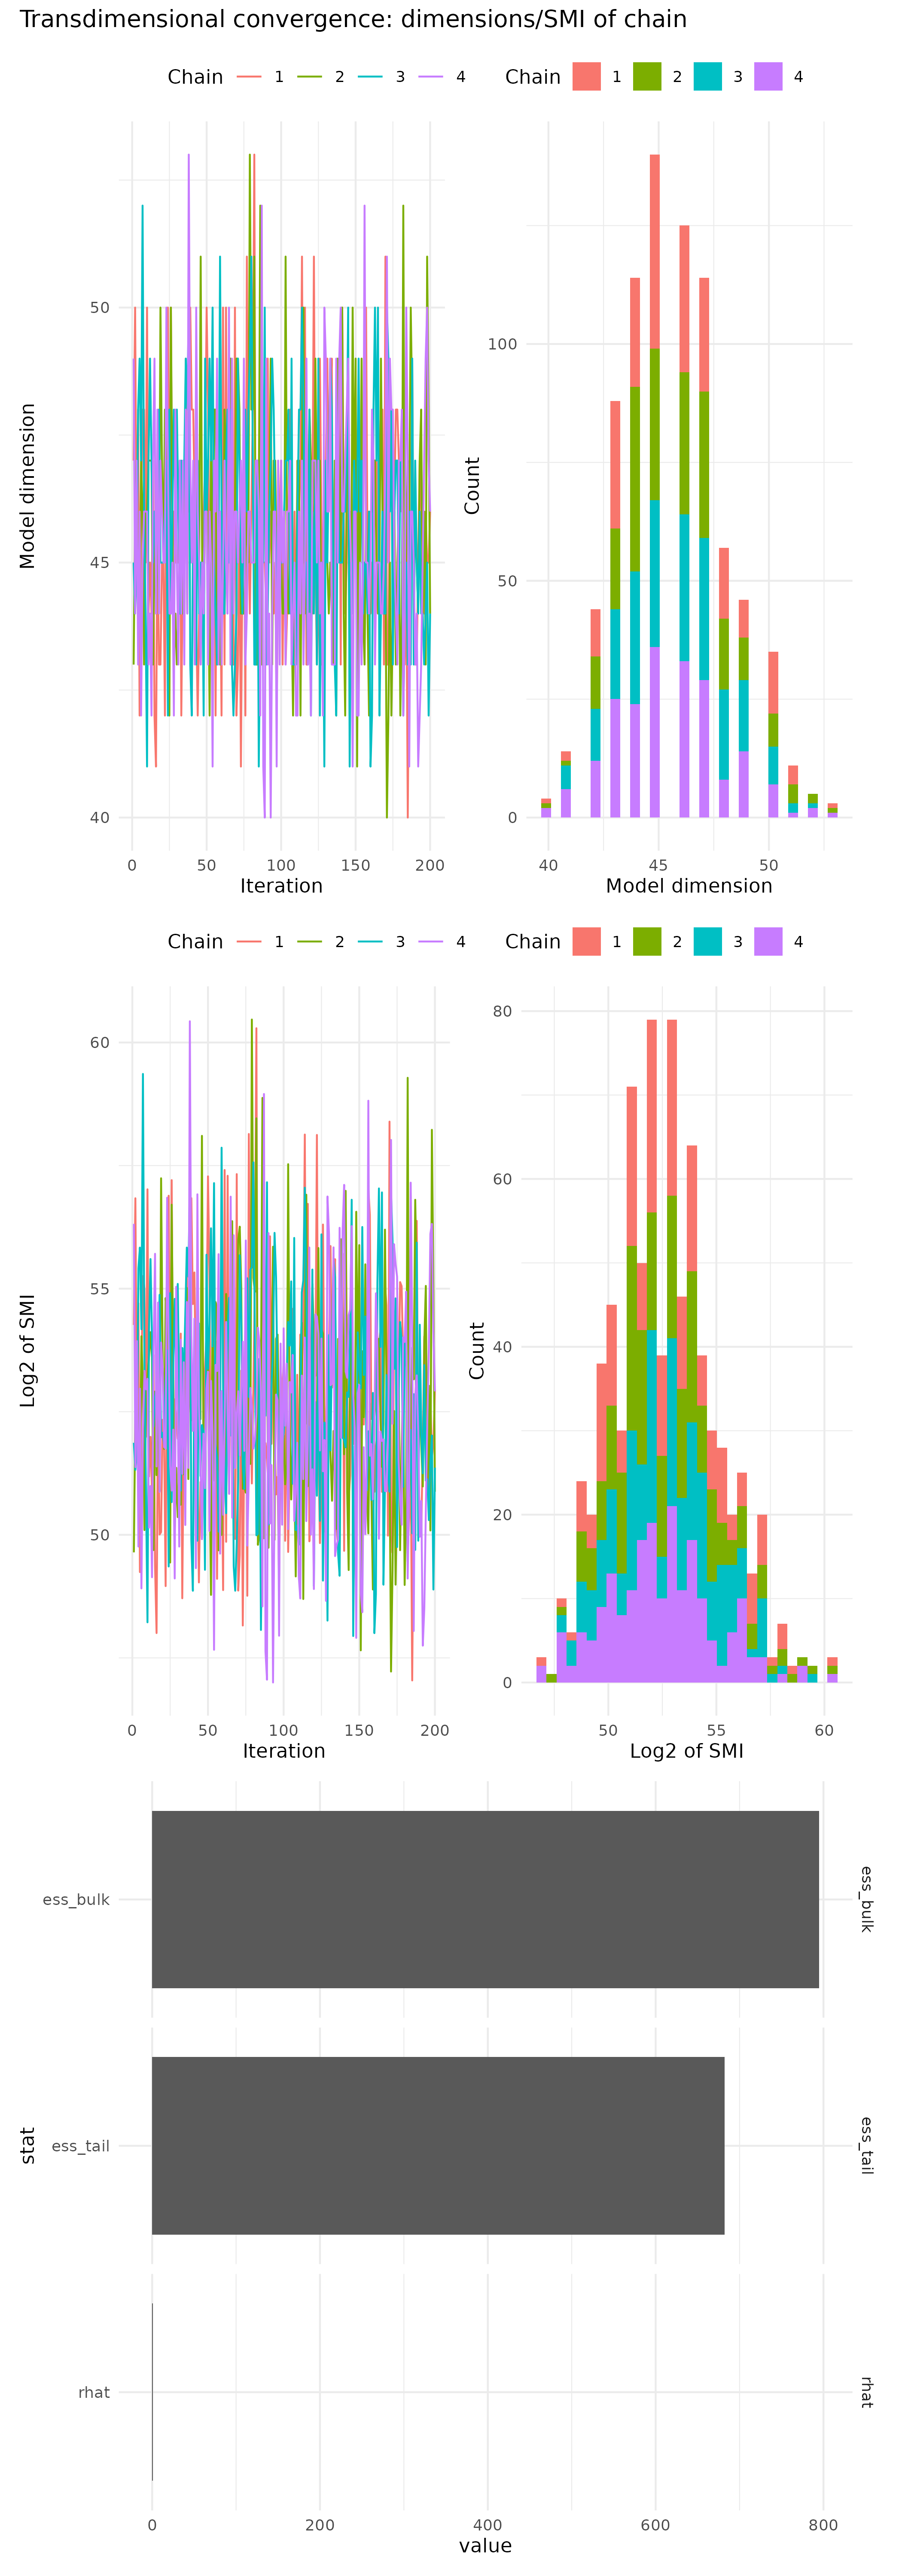 Transdimensional convergence: dimensions/SMI of chain
Chain 1 2 3 4
Chain 1 2 3 4
Model dimension
50
45
40
0 50 100 150 200
Iteration
Count
100
50
0
40 45 50
Model dimension
Chain 1 2 3 4
Chain 1 2 3 4
Log2 of SMI
60
55
50
0 50 100 150 200
Iteration
Count
80
60
40
20
0
50 55 60
Log2 of SMI
stat
ess_bulk
ess_bulk
ess_tail
ess_tail
rhat
rhat
0 200 400 600 800
value